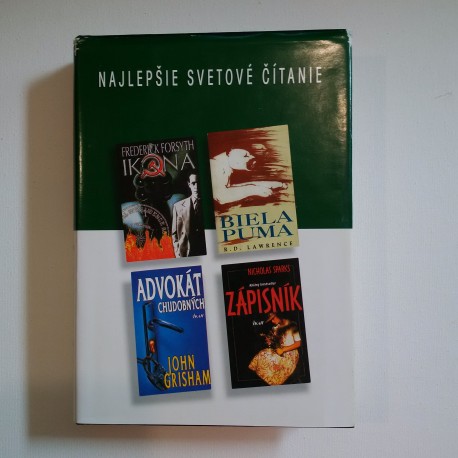 NAJLEPŠIE SVETOVÉ ČÍTANIE
FREDERICK FORSYTH
IKONA
BIELA
PUMA
R.D. LAWRENCE
ADVOKÁT
CHUDOBNÝCH
JOHN
GRISHAM
NICHOLAS SPARKS
ZÁPISNÍK